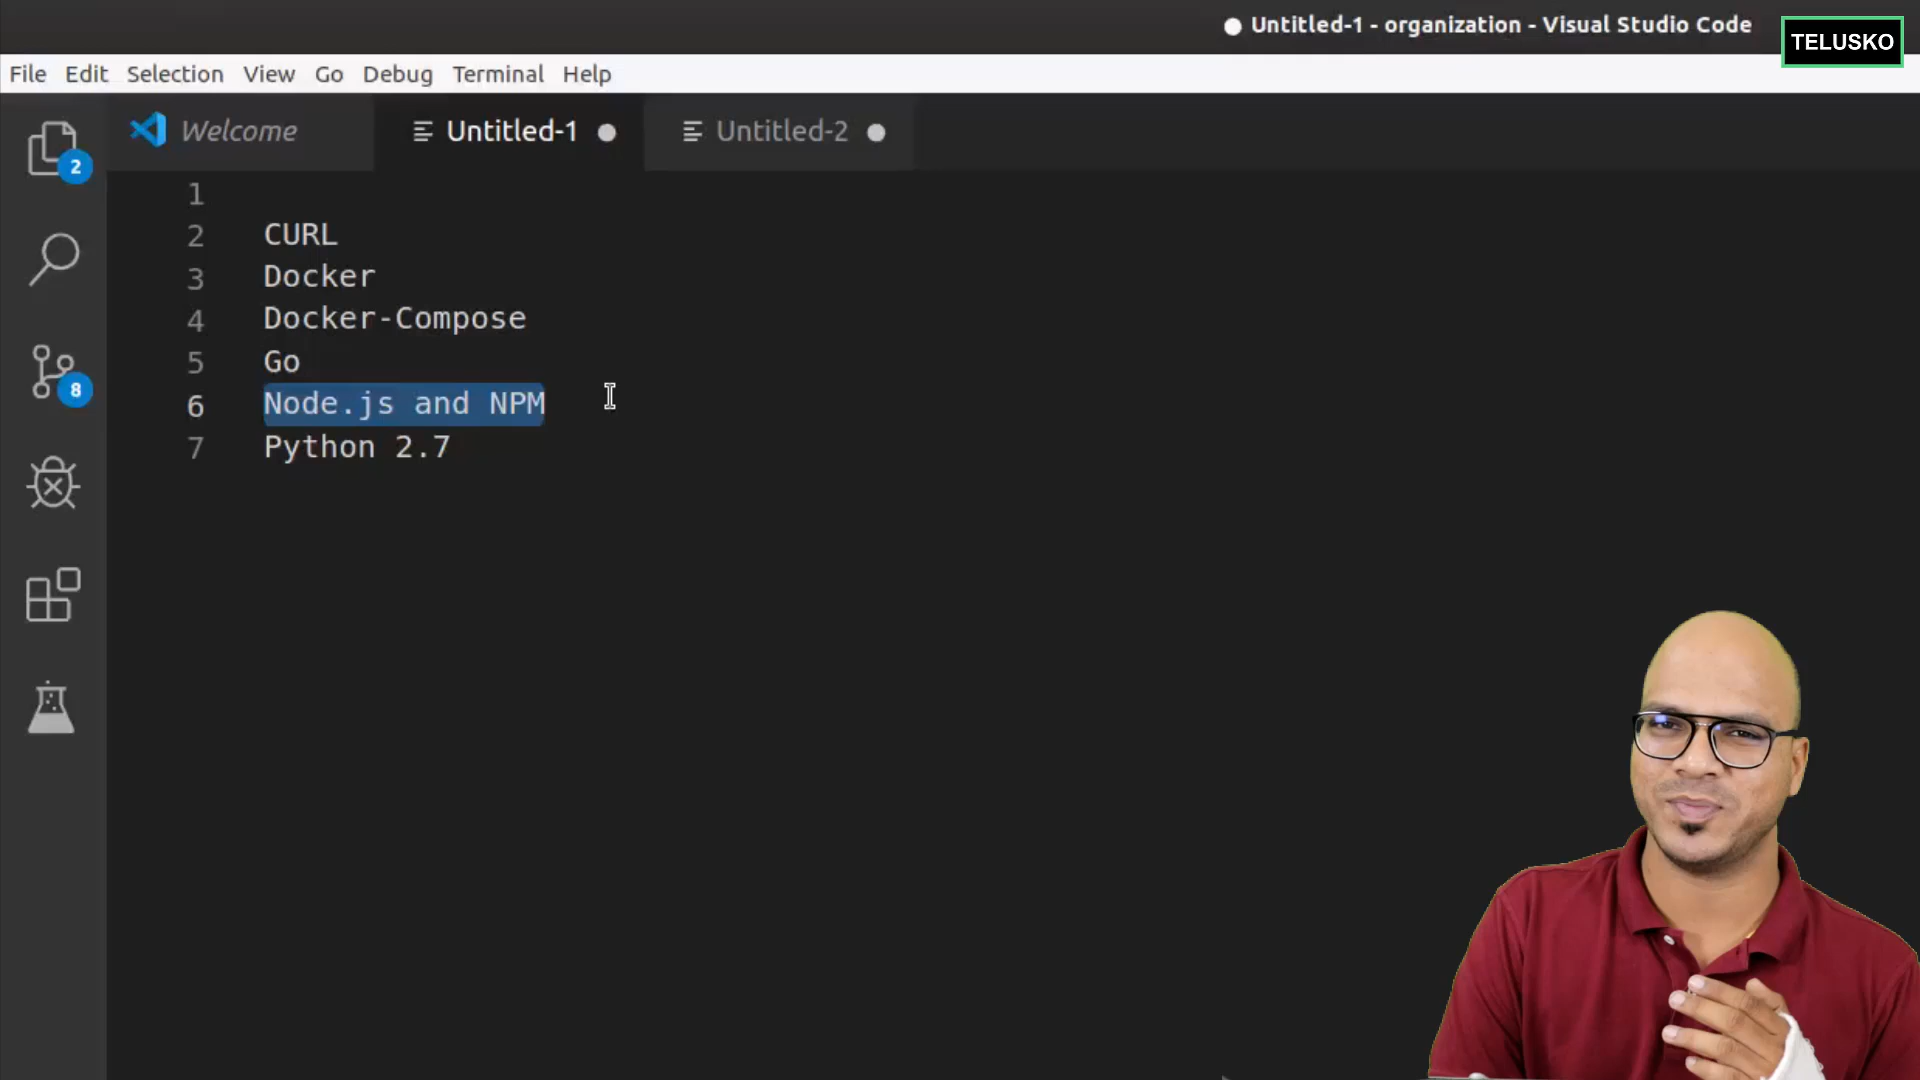 Untitled-1 - organization - Visual Studio Code
TELUSKO
File Edit Selection View Go Debug Terminal Help
Welcome Untitled-1 Untitled-2
2
8
1
2 CURL
3 Docker
4 Docker-Compose
5 Go
6 Node.js and NPM
7 Python 2.7